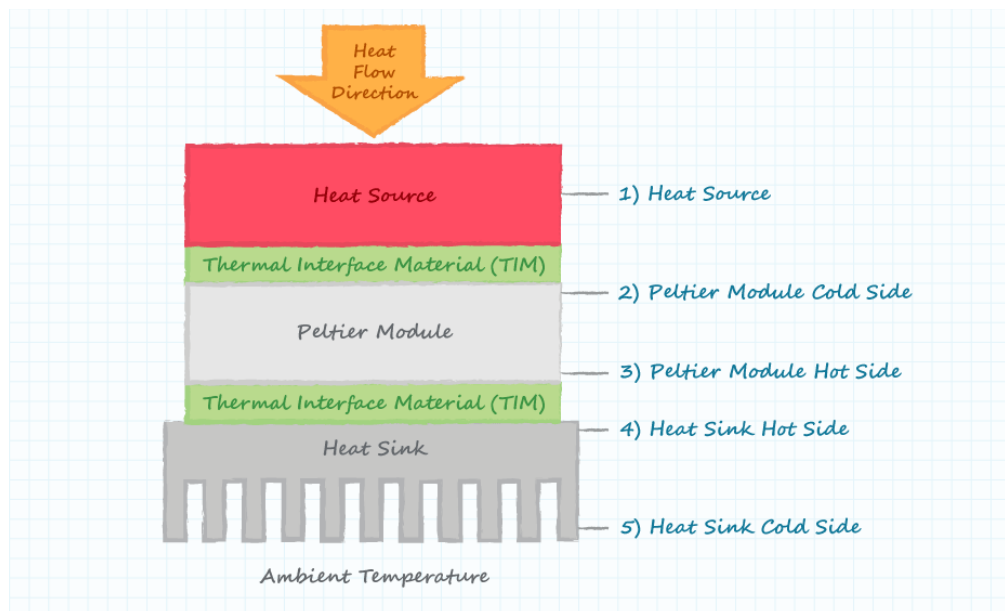 Heat
Flow
Direction
Heat Source
1) Heat Source
Thermal Interface Material (TIM)
2) Peltier Module Cold Side
Peltier Module
3) Peltier Module Hot Side
Thermal Interface Material (TIM)
4) Heat Sink Hot Side
Heat Sink
5) Heat Sink Cold Side
Ambient Temperature